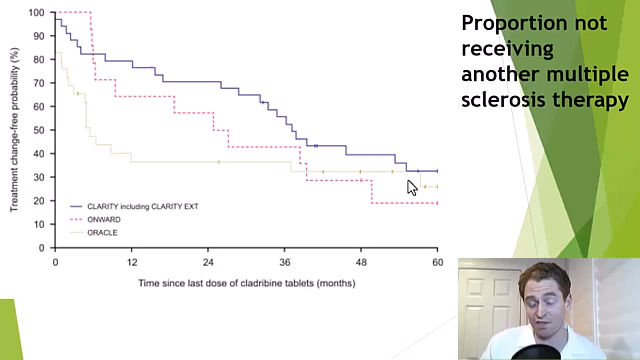 Proportion not
receiving
another multiple
sclerosis therapy
Treatment change-free probability (%)
100
90
80
70
60
50
40
30
20
10
0
CLARITY including CLARITY EXT
ONWARD
ORACLE
0 12 24 36 48 60
Time since last dose of cladribine tablets (months)